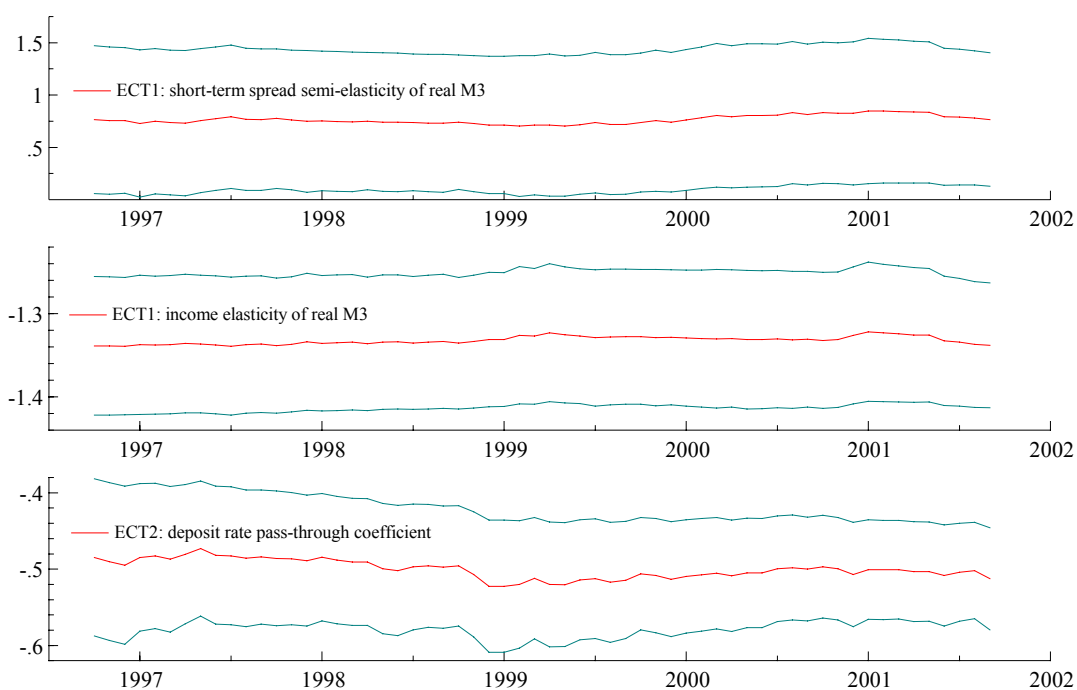 1.5
ECT1: short-term spread semi-elasticity of real M3
1
.5
1997 1998 1999 2000 2001 2002
-1.3
ECT1: income elasticity of real M3
-1.4
1997 1998 1999 2000 2001 2002
-.4
ECT2: deposit rate pass-through coefficient
-.5
-.6
1997 1998 1999 2000 2001 2002